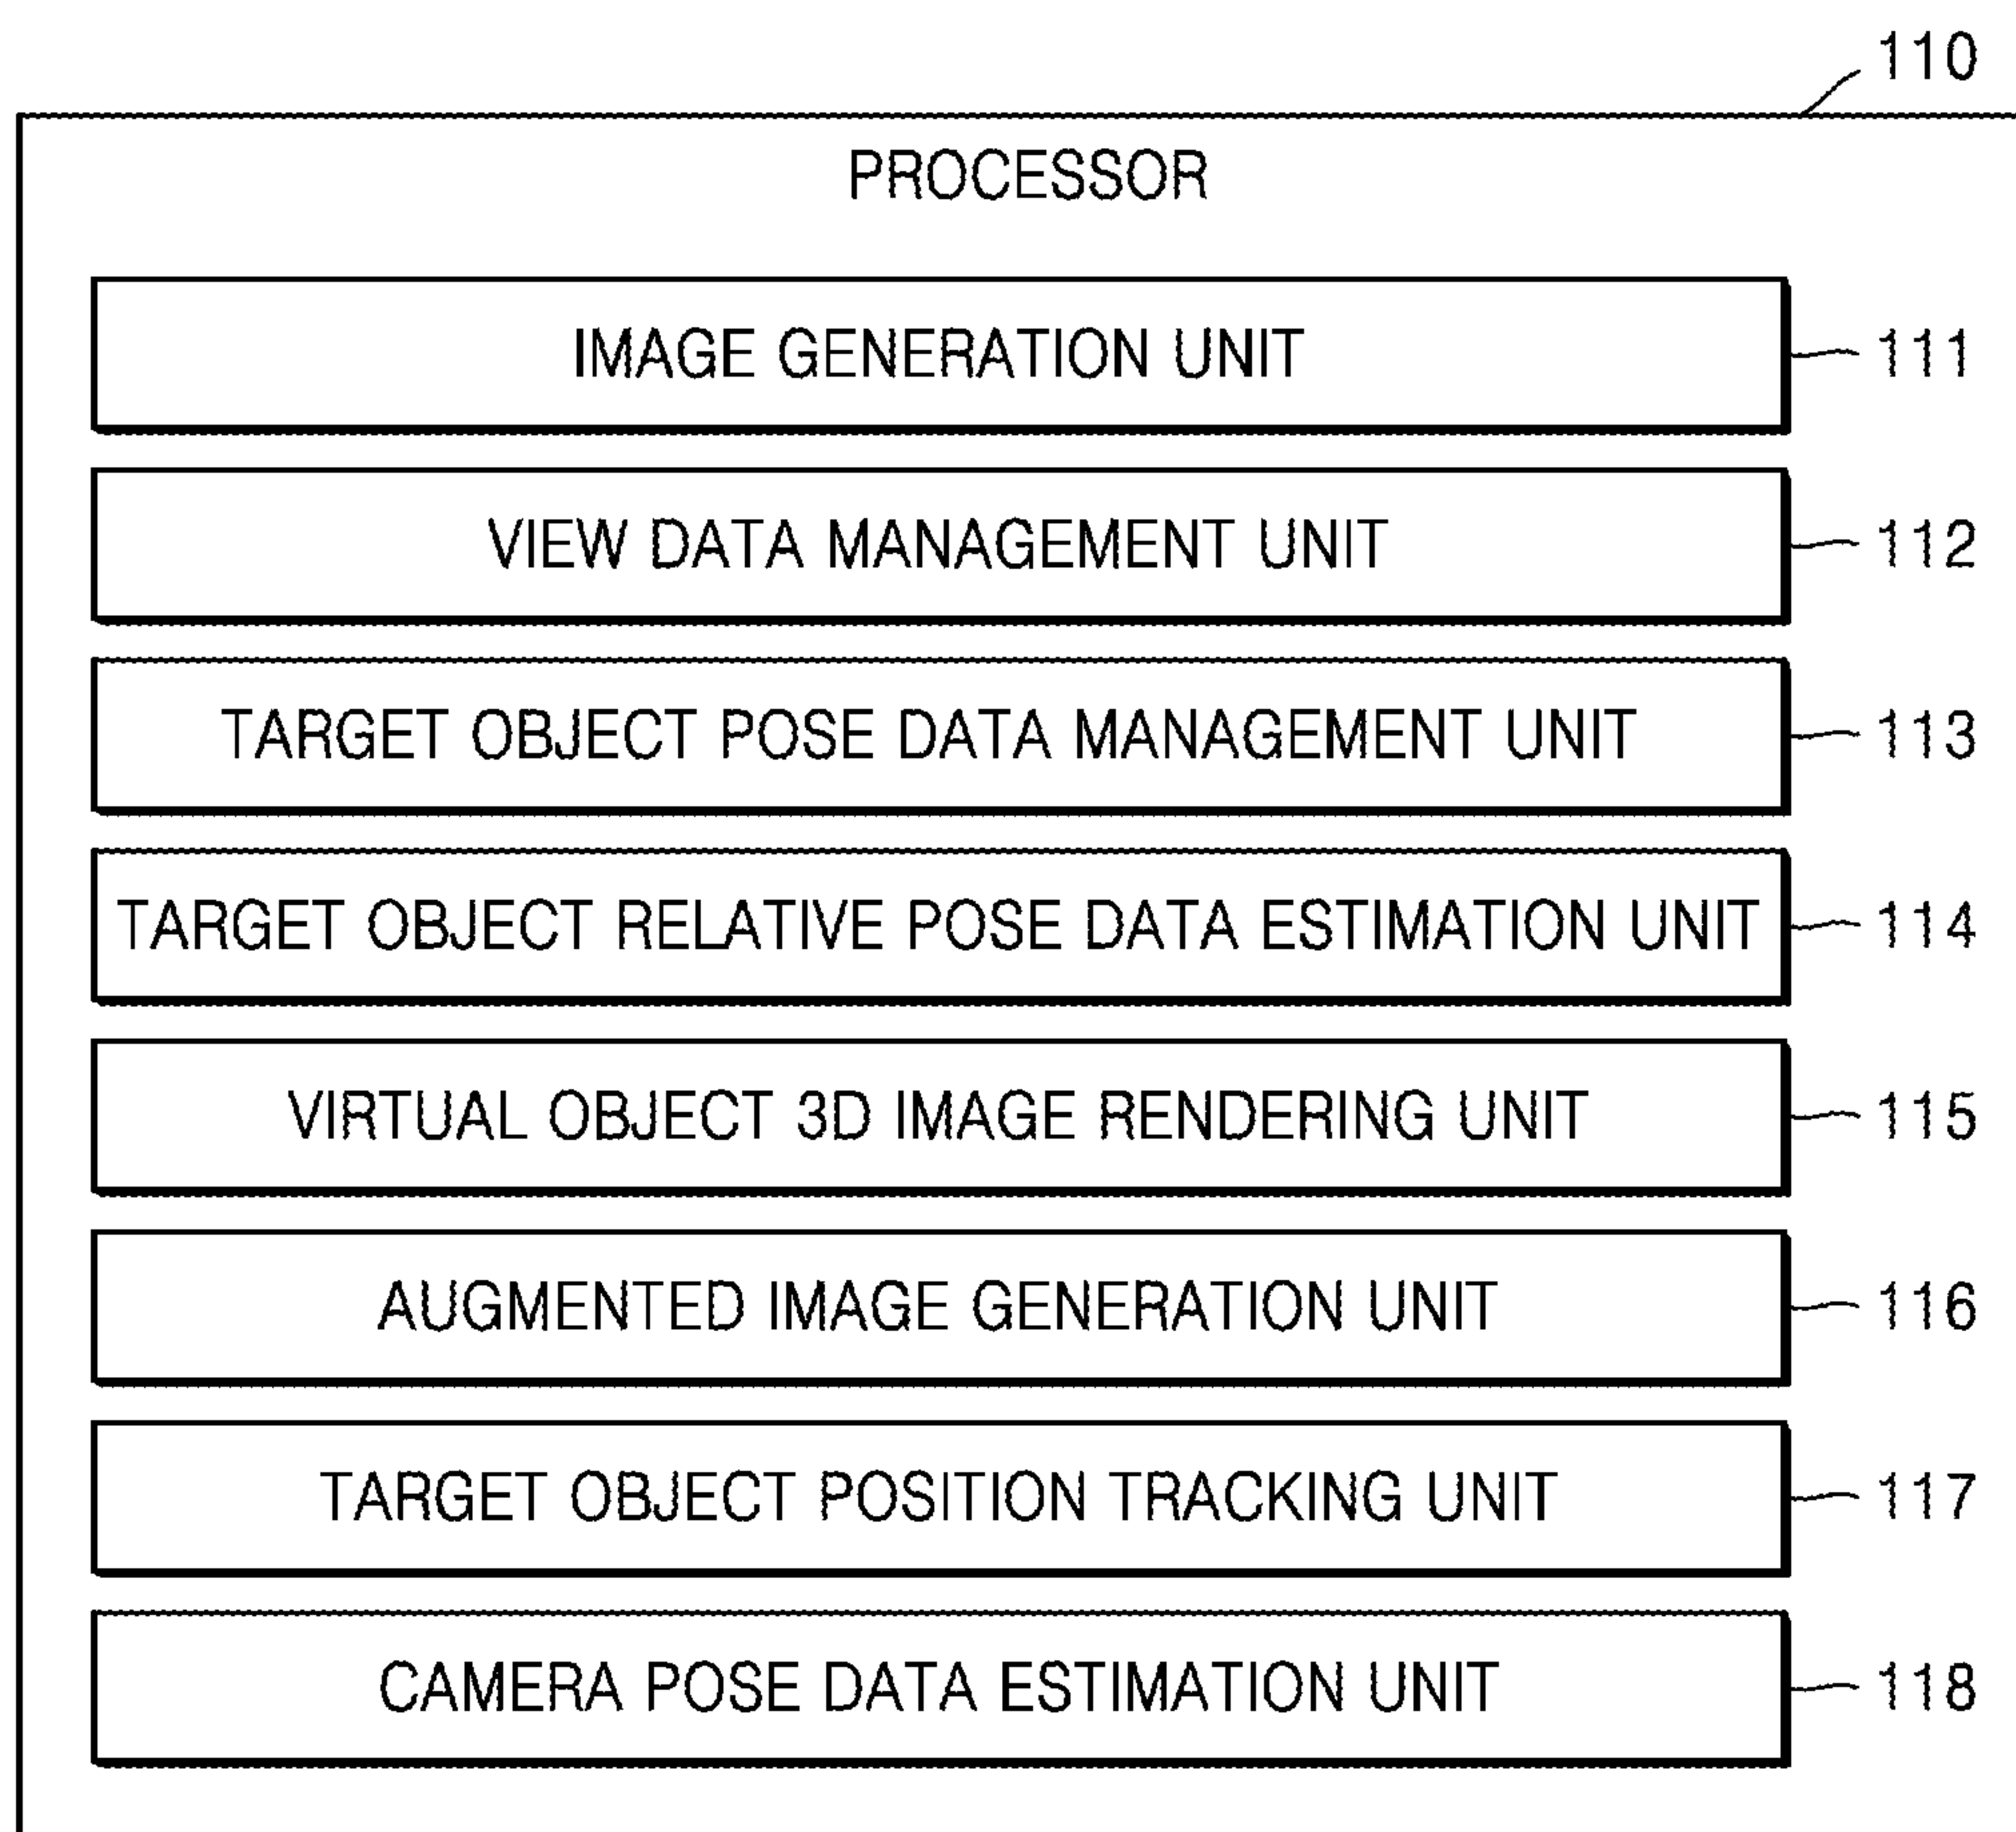 110
PROCESSOR
IMAGE GENERATION UNIT 111
VIEW DATA MANAGEMENT UNIT 112
TARGET OBJECT POSE DATA MANAGEMENT UNIT 113
TARGET OBJECT RELATIVE POSE DATA ESTIMATION UNIT 114
VIRTUAL OBJECT 3D IMAGE RENDERING UNIT 115
AUGMENTED IMAGE GENERATION UNIT 116
TARGET OBJECT POSITION TRACKING UNIT 117
CAMERA POSE DATA ESTIMATION UNIT 118